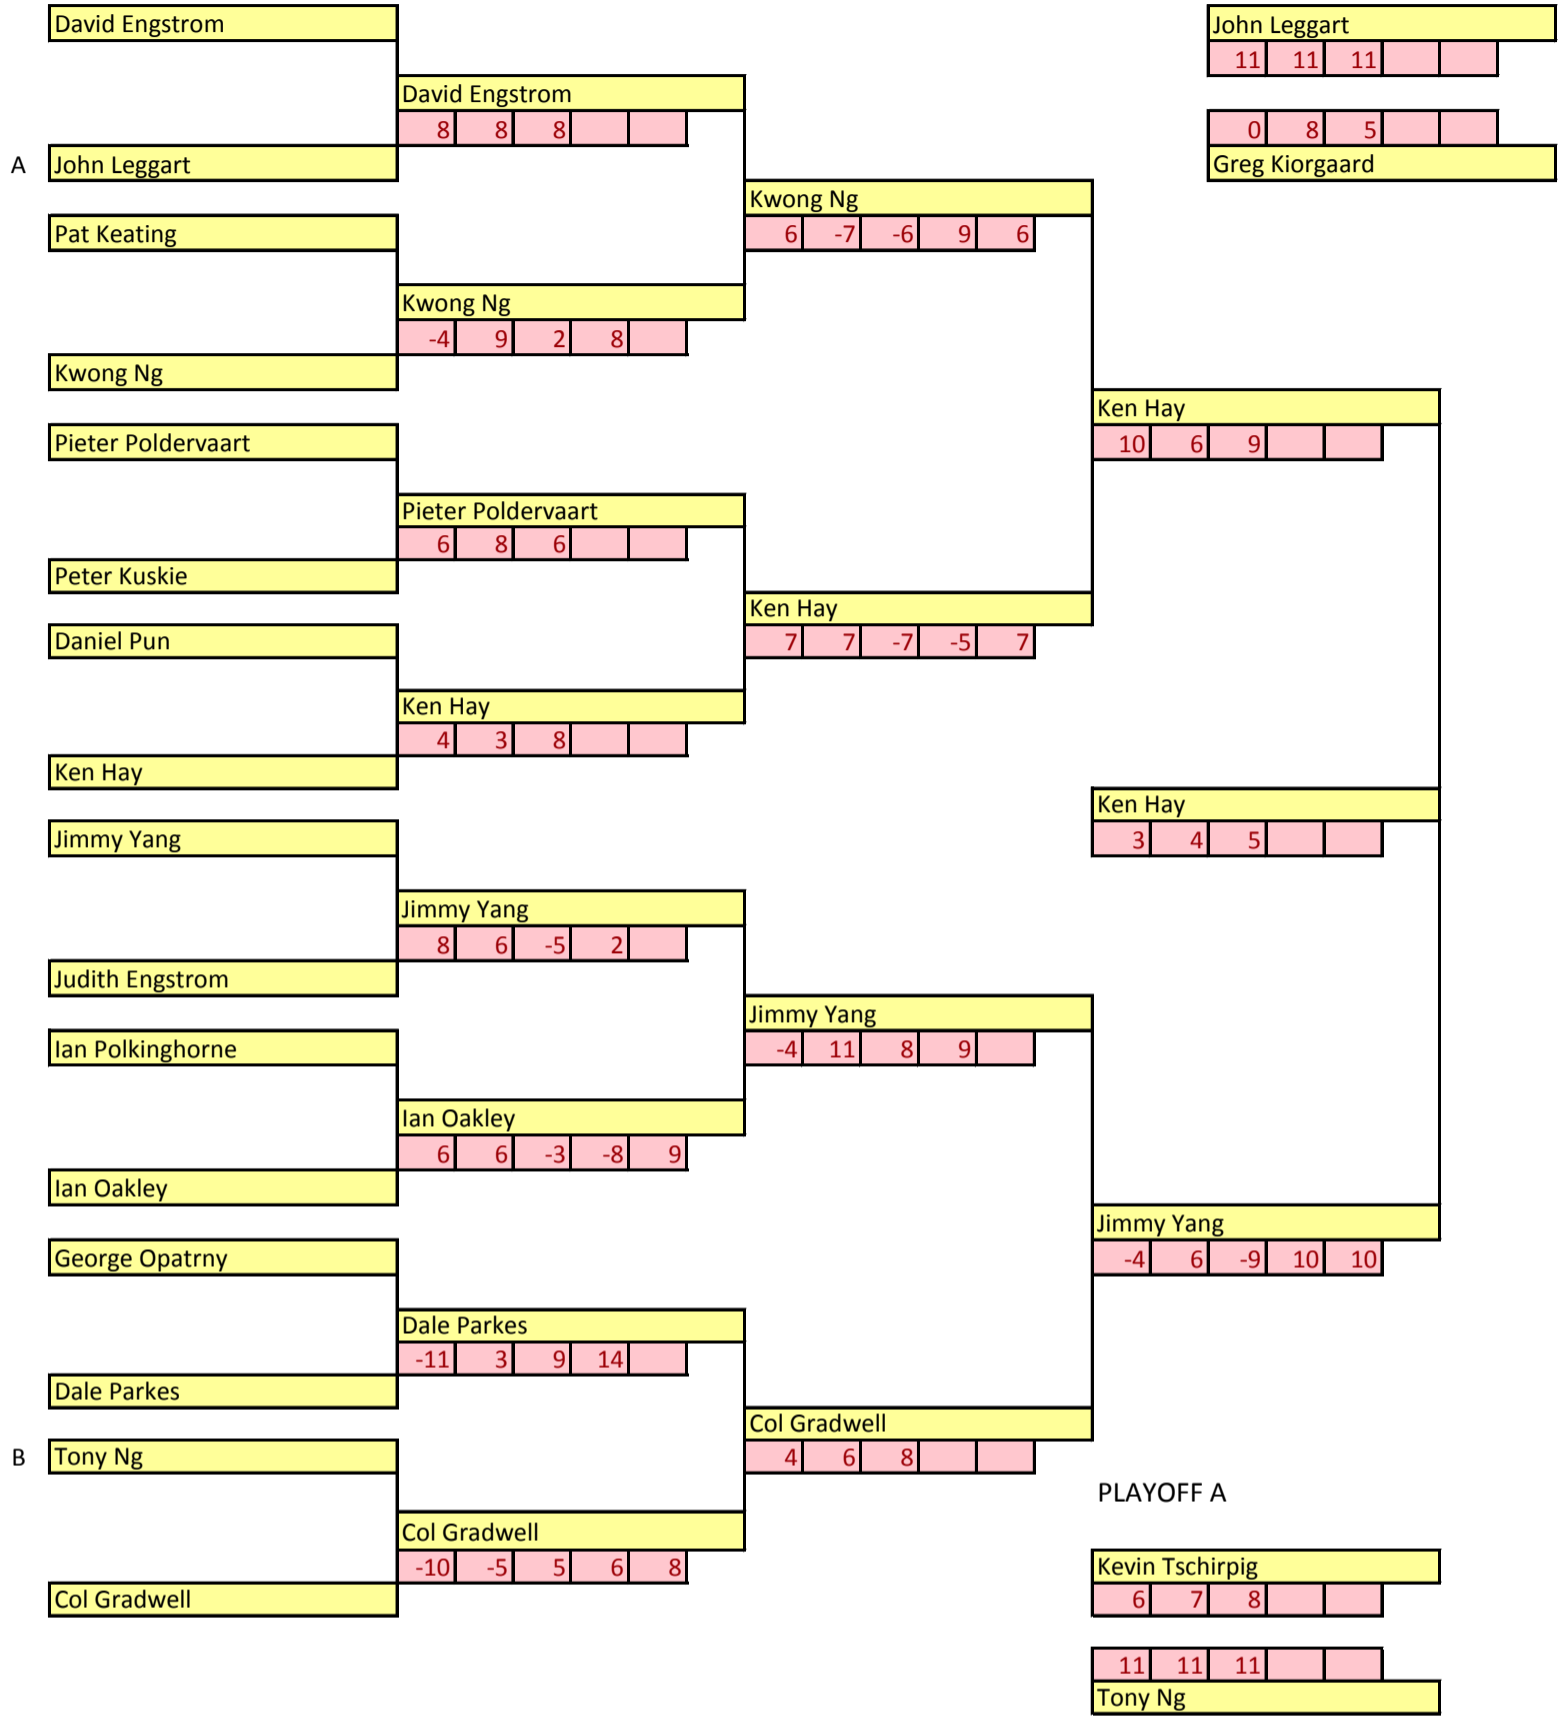 David Engstrom
John Leggart
11 11 11
David Engstrom
8 8 8
0 8 5
A
John Leggart
Greg Kiorgaard
Kwong Ng
6 -7 -6 9 6
Pat Keating
Kwong Ng
-4 9 2 8
Kwong Ng
Ken Hay
10 6 9
Pieter Poldervaart
Pieter Poldervaart
6 8 6
Peter Kuskie
Ken Hay
7 7 -7 -5 7
Daniel Pun
Ken Hay
4 3 8
Ken Hay
Ken Hay
3 4 5
Jimmy Yang
Jimmy Yang
8 6 -5 2
Judith Engstrom
Jimmy Yang
-4 11 8 9
Ian Polkinghorne
Ian Oakley
6 6 -3 -8 9
Ian Oakley
Jimmy Yang
-4 6 -9 10 10
George Opatrny
Dale Parkes
-11 3 9 14
Dale Parkes
Col Gradwell
4 6 8
B
Tony Ng
PLAYOFF A
Col Gradwell
-10 -5 5 6 8
Col Gradwell
Kevin Tschirpig
6 7 8
11 11 11
Tony Ng